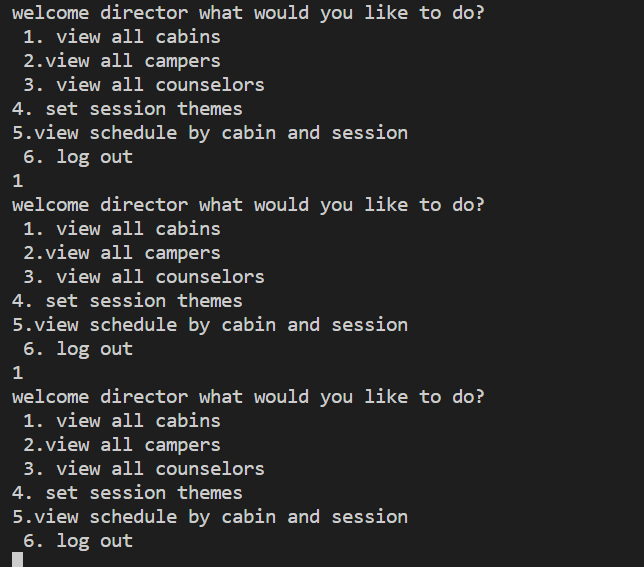 welcome director what would you like to do?
 1. view all cabins
 2.view all campers
 3. view all counselors
4. set session themes
5.view schedule by cabin and session
 6. log out
1
welcome director what would you like to do?
 1. view all cabins
 2.view all campers
 3. view all counselors
4. set session themes
5.view schedule by cabin and session
 6. log out
1
welcome director what would you like to do?
 1. view all cabins
 2.view all campers
 3. view all counselors
4. set session themes
5.view schedule by cabin and session
 6. log out